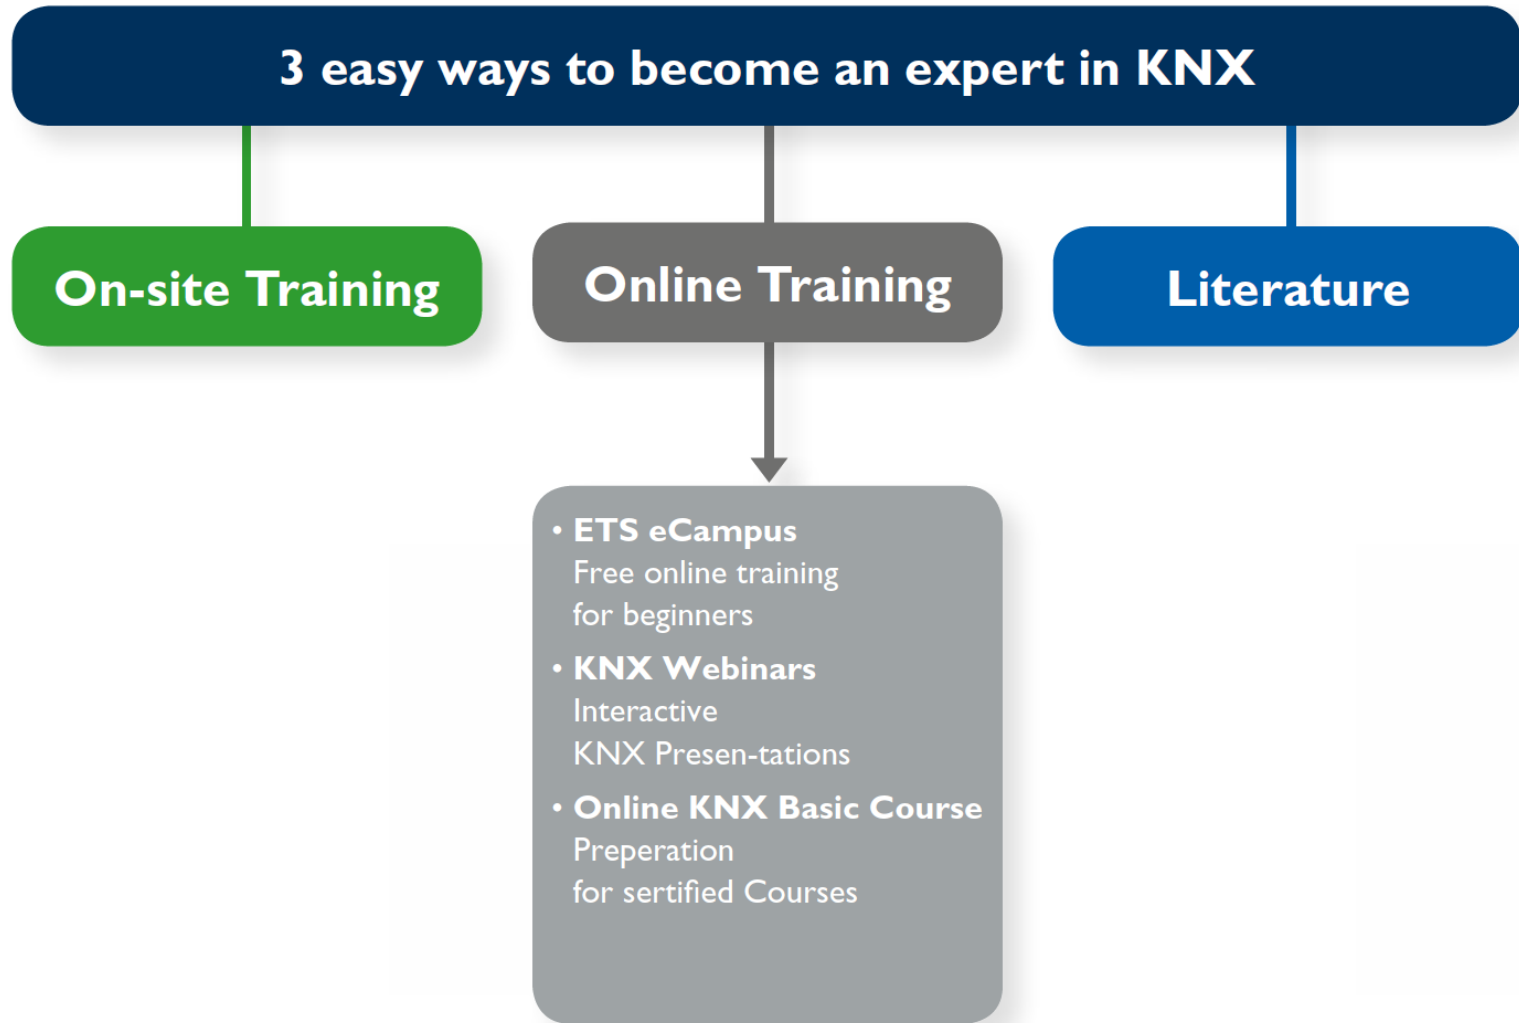 3 easy ways to become an expert in KNX
On-site Training
Online Training
Literature
• ETS eCampus
Free online training
for beginners
• KNX Webinars
Interactive
KNX Presen-tations
• Online KNX Basic Course
Preperation
for sertified Courses